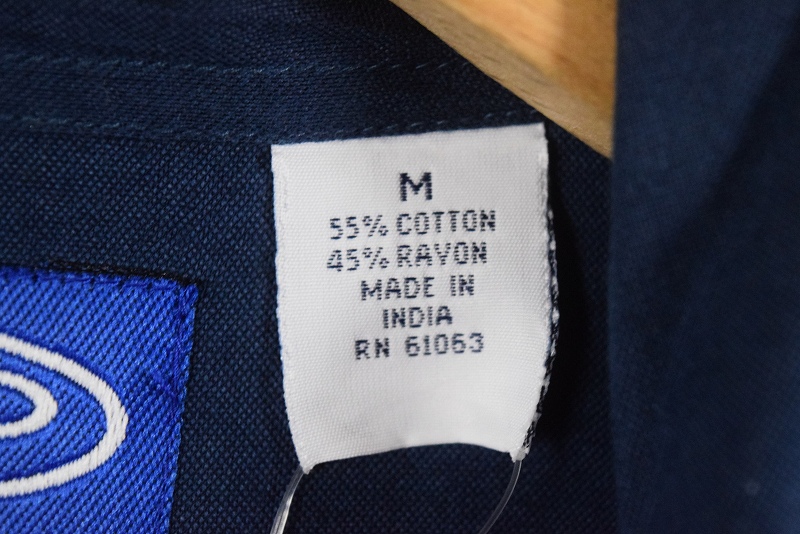 M
55% COTTON
45% RAYON
MADE IN
INDIA
RN 61063